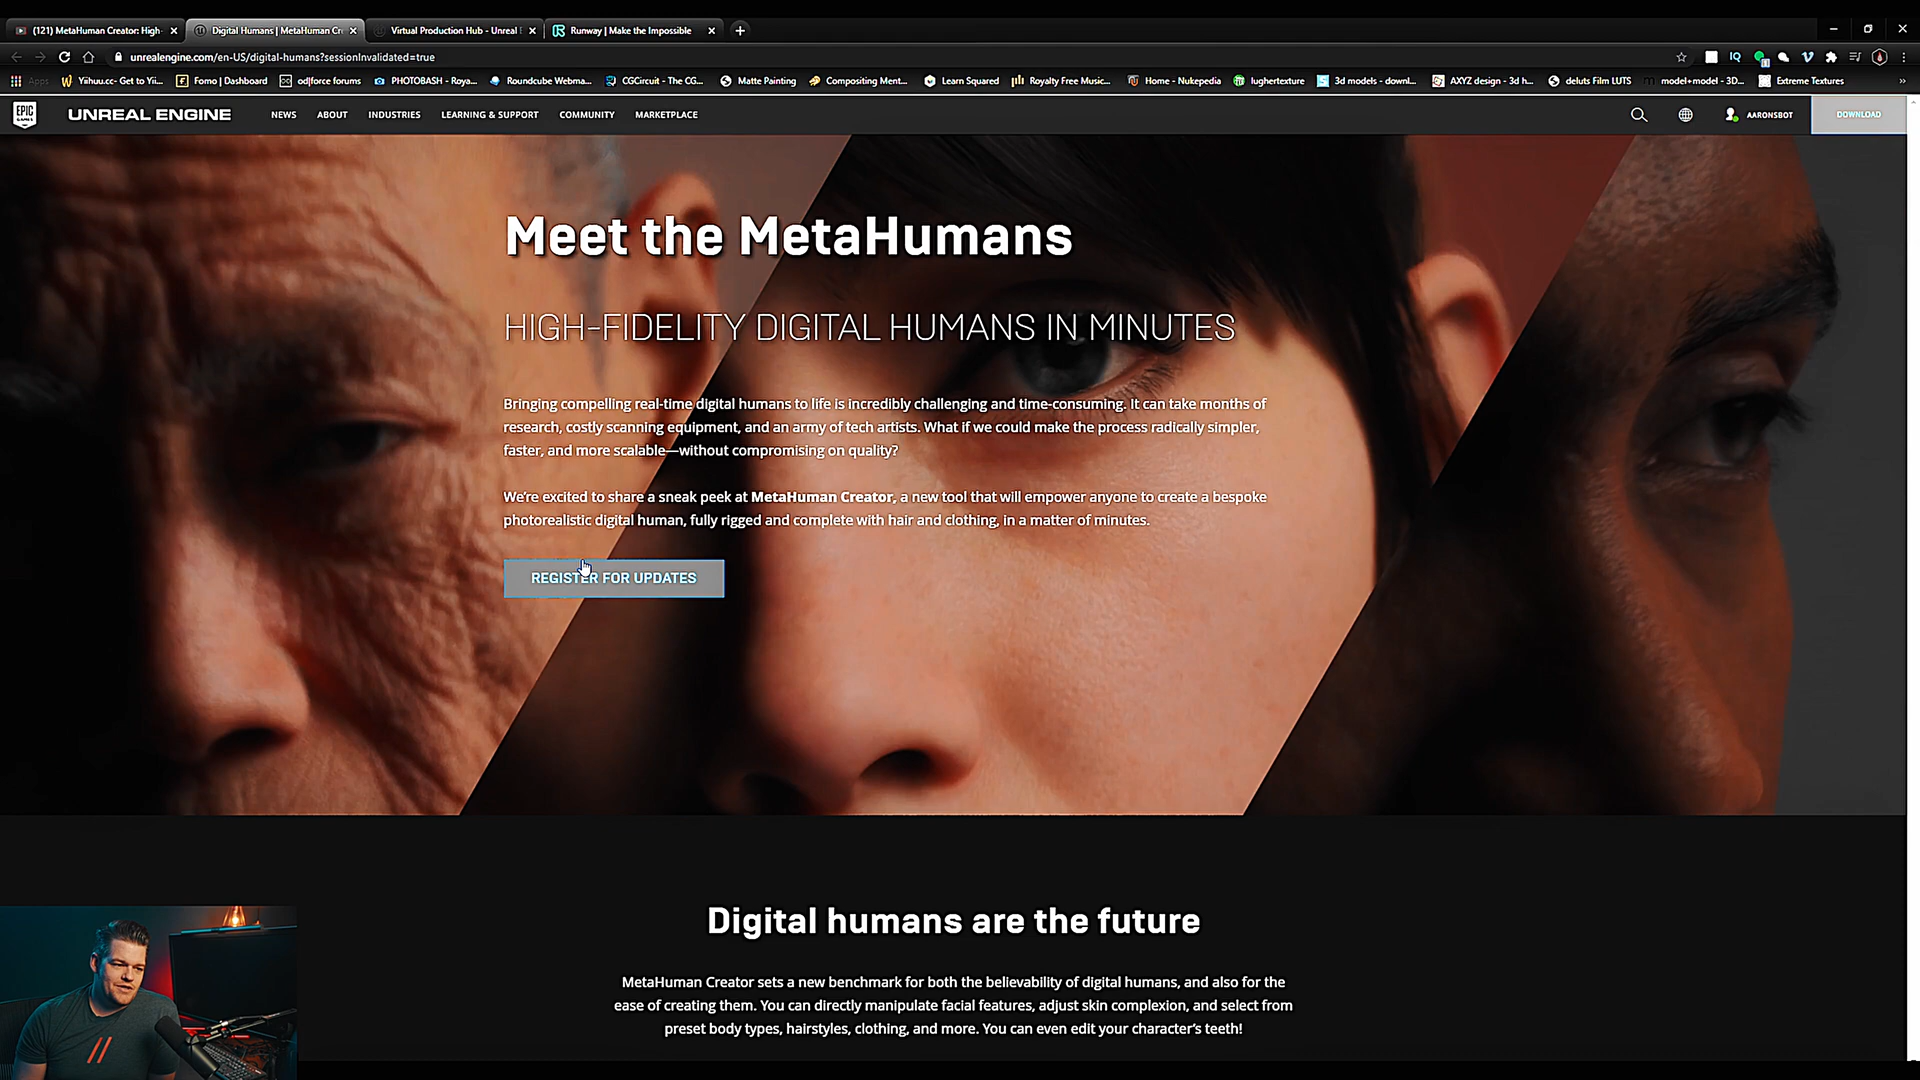 (121) MetaHuman Creator: High-
Digital Humans | MetaHuman Cr
Virtual Production Hub - Unreal E
Runway | Make the Impossible
unrealengine.com/en-US/digital-humans?sessionInvalidated=true
Apps
Yiihuu.cc- Get to Yii...
Fomo | Dashboard
od|force forums
PHOTOBASH - Roya...
Roundcube Webma...
CGCircuit - The CG...
Matte Painting
Compositing Ment...
Learn Squared
Royalty Free Music...
Home - Nukepedia
lughertexture
3d models - downl...
AXYZ design - 3d h...
deluts Film LUTS
model+model - 3D...
Extreme Textures
EPIC GAMES
UNREAL ENGINE
NEWS
ABOUT
INDUSTRIES
LEARNING & SUPPORT
COMMUNITY
MARKETPLACE
AARONSBOT
DOWNLOAD
Meet the MetaHumans
HIGH-FIDELITY DIGITAL HUMANS IN MINUTES
Bringing compelling real-time digital humans to life is incredibly challenging and time-consuming. It can take months of
research, costly scanning equipment, and an army of tech artists. What if we could make the process radically simpler,
faster, and more scalable—without compromising on quality?
We're excited to share a sneak peek at MetaHuman Creator, a new tool that will empower anyone to create a bespoke
photorealistic digital human, fully rigged and complete with hair and clothing, in a matter of minutes.
REGISTER FOR UPDATES
Digital humans are the future
MetaHuman Creator sets a new benchmark for both the believability of digital humans, and also for the
ease of creating them. You can directly manipulate facial features, adjust skin complexion, and select from
preset body types, hairstyles, clothing, and more. You can even edit your character's teeth!